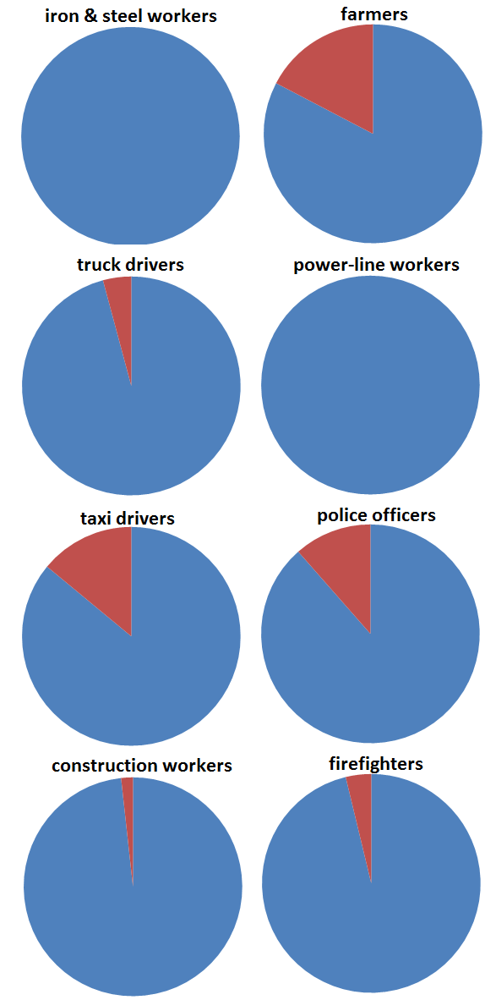 iron & steel workers
farmers
truck drivers
power-line workers
taxi drivers
police officers
construction workers
firefighters